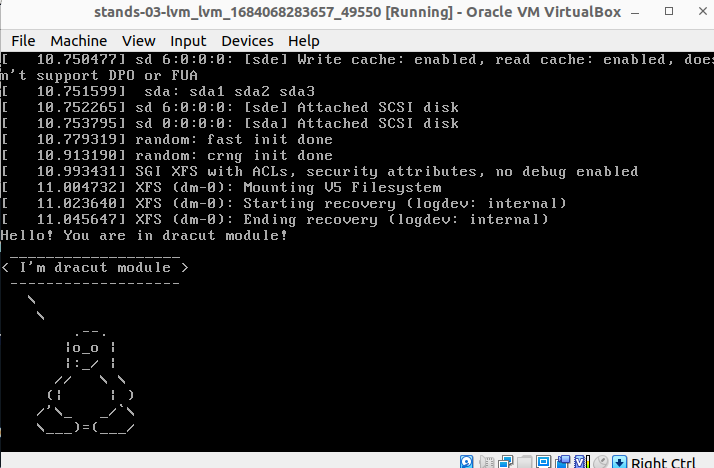 stands-03-lvm_lvm_1684068283657_49550 [Running] - Oracle VM VirtualBox
File Machine View Input Devices Help
[   10.750477] sd 6:0:0:0: [sde] Write cache: enabled, read cache: enabled, does
n't support DPO or FUA
[   10.751599]  sda: sda1 sda2 sda3
[   10.752265] sd 6:0:0:0: [sde] Attached SCSI disk
[   10.753795] sd 0:0:0:0: [sda] Attached SCSI disk
[   10.779319] random: fast init done
[   10.913190] random: crng init done
[   10.993431] SGI XFS with ACLs, security attributes, no debug enabled
[   11.004732] XFS (dm-0): Mounting V5 Filesystem
[   11.023640] XFS (dm-0): Starting recovery (logdev: internal)
[   11.045647] XFS (dm-0): Ending recovery (logdev: internal)
Hello! You are in dracut module!
 ___________________
< I'm dracut module >
 -------------------
   \
    \
        .--.
       |o_o |
       |:_/ |
      //   \ \
     (|     | )
    /'\_   _/`\
    \___)=(___/
Right Ctrl